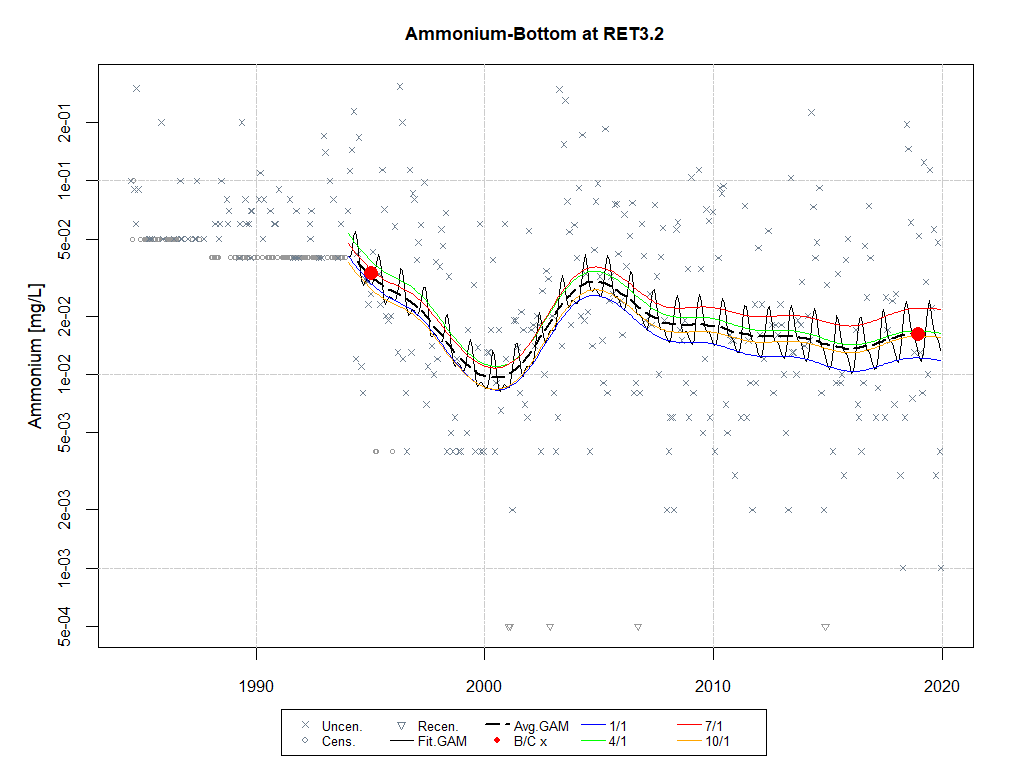 Ammonium-Bottom at RET3.2
Ammonium [mg/L]
2e-01
1e-01
5e-02
2e-02
1e-02
5e-03
2e-03
1e-03
5e-04
1990 2000 2010 2020
Uncen. Recen. Avg.GAM 1/1 7/1
Cens. Fit.GAM B/C x 4/1 10/1